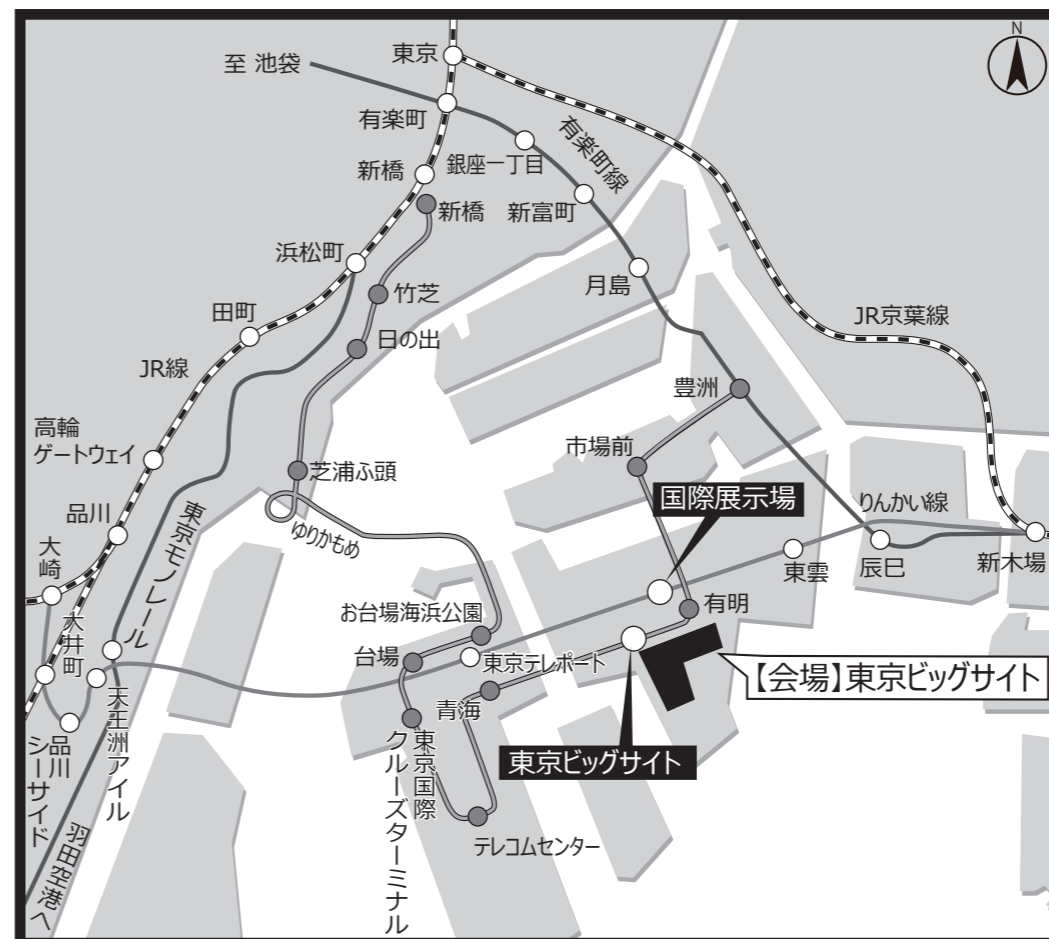 N
東京
至 池袋
有楽町
有楽町線
新橋
銀座一丁目
新橋
新富町
浜松町
月島
竹芝
田町
JR京葉線
日の出
JR線
豊洲
高輪
ゲートウェイ
市場前
芝浦ふ頭
国際展示場
りんかい線
品川
東京モノレール
ゆりかもめ
大崎
東雲
辰巳
新木場
お台場海浜公園
有明
大井町
台場
東京テレポート
【会場】東京ビッグサイト
天王洲アイル
青海
品川
シーサイド
東京国際
クルーズターミナル
東京ビッグサイト
テレコムセンター
羽田空港へ